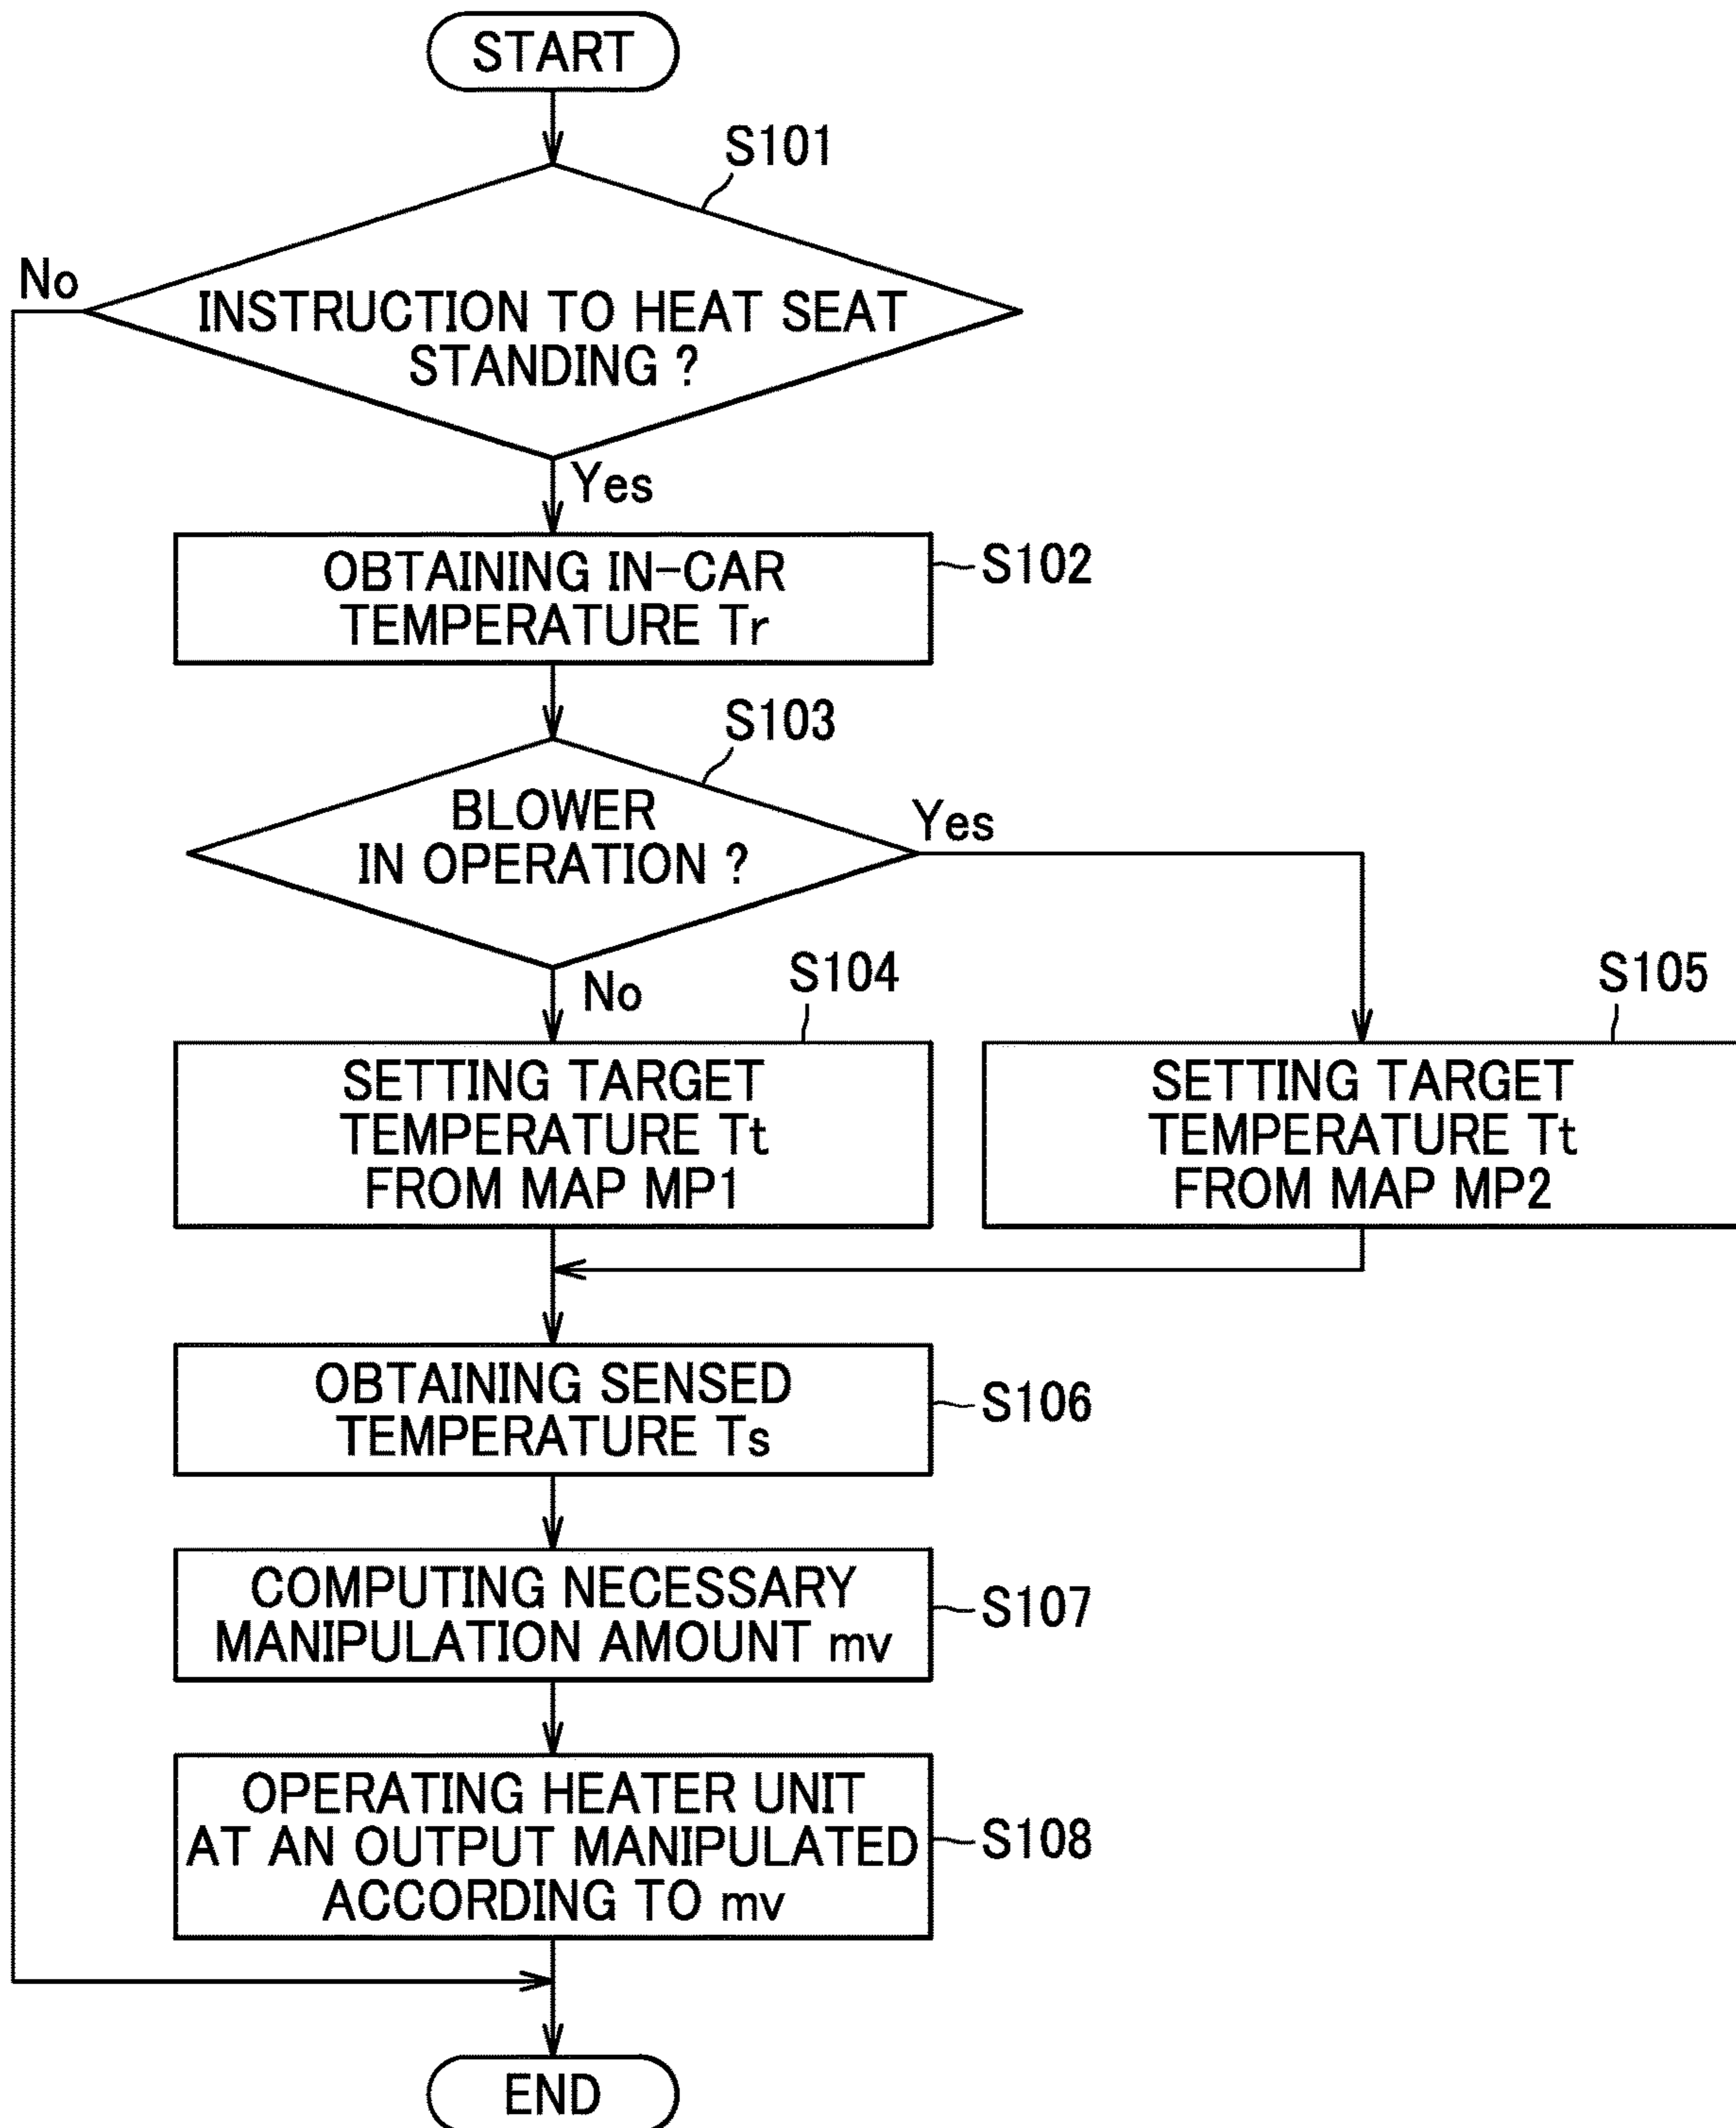 START
S101
No
INSTRUCTION TO HEAT SEAT
STANDING ?
Yes
OBTAINING IN-CAR
TEMPERATURE Tr
S102
S103
BLOWER
IN OPERATION ?
Yes
No
S104
SETTING TARGET
TEMPERATURE Tt
FROM MAP MP1
S105
SETTING TARGET
TEMPERATURE Tt
FROM MAP MP2
OBTAINING SENSED
TEMPERATURE Ts
S106
COMPUTING NECESSARY
MANIPULATION AMOUNT mv
S107
OPERATING HEATER UNIT
AT AN OUTPUT MANIPULATED
ACCORDING TO mv
S108
END